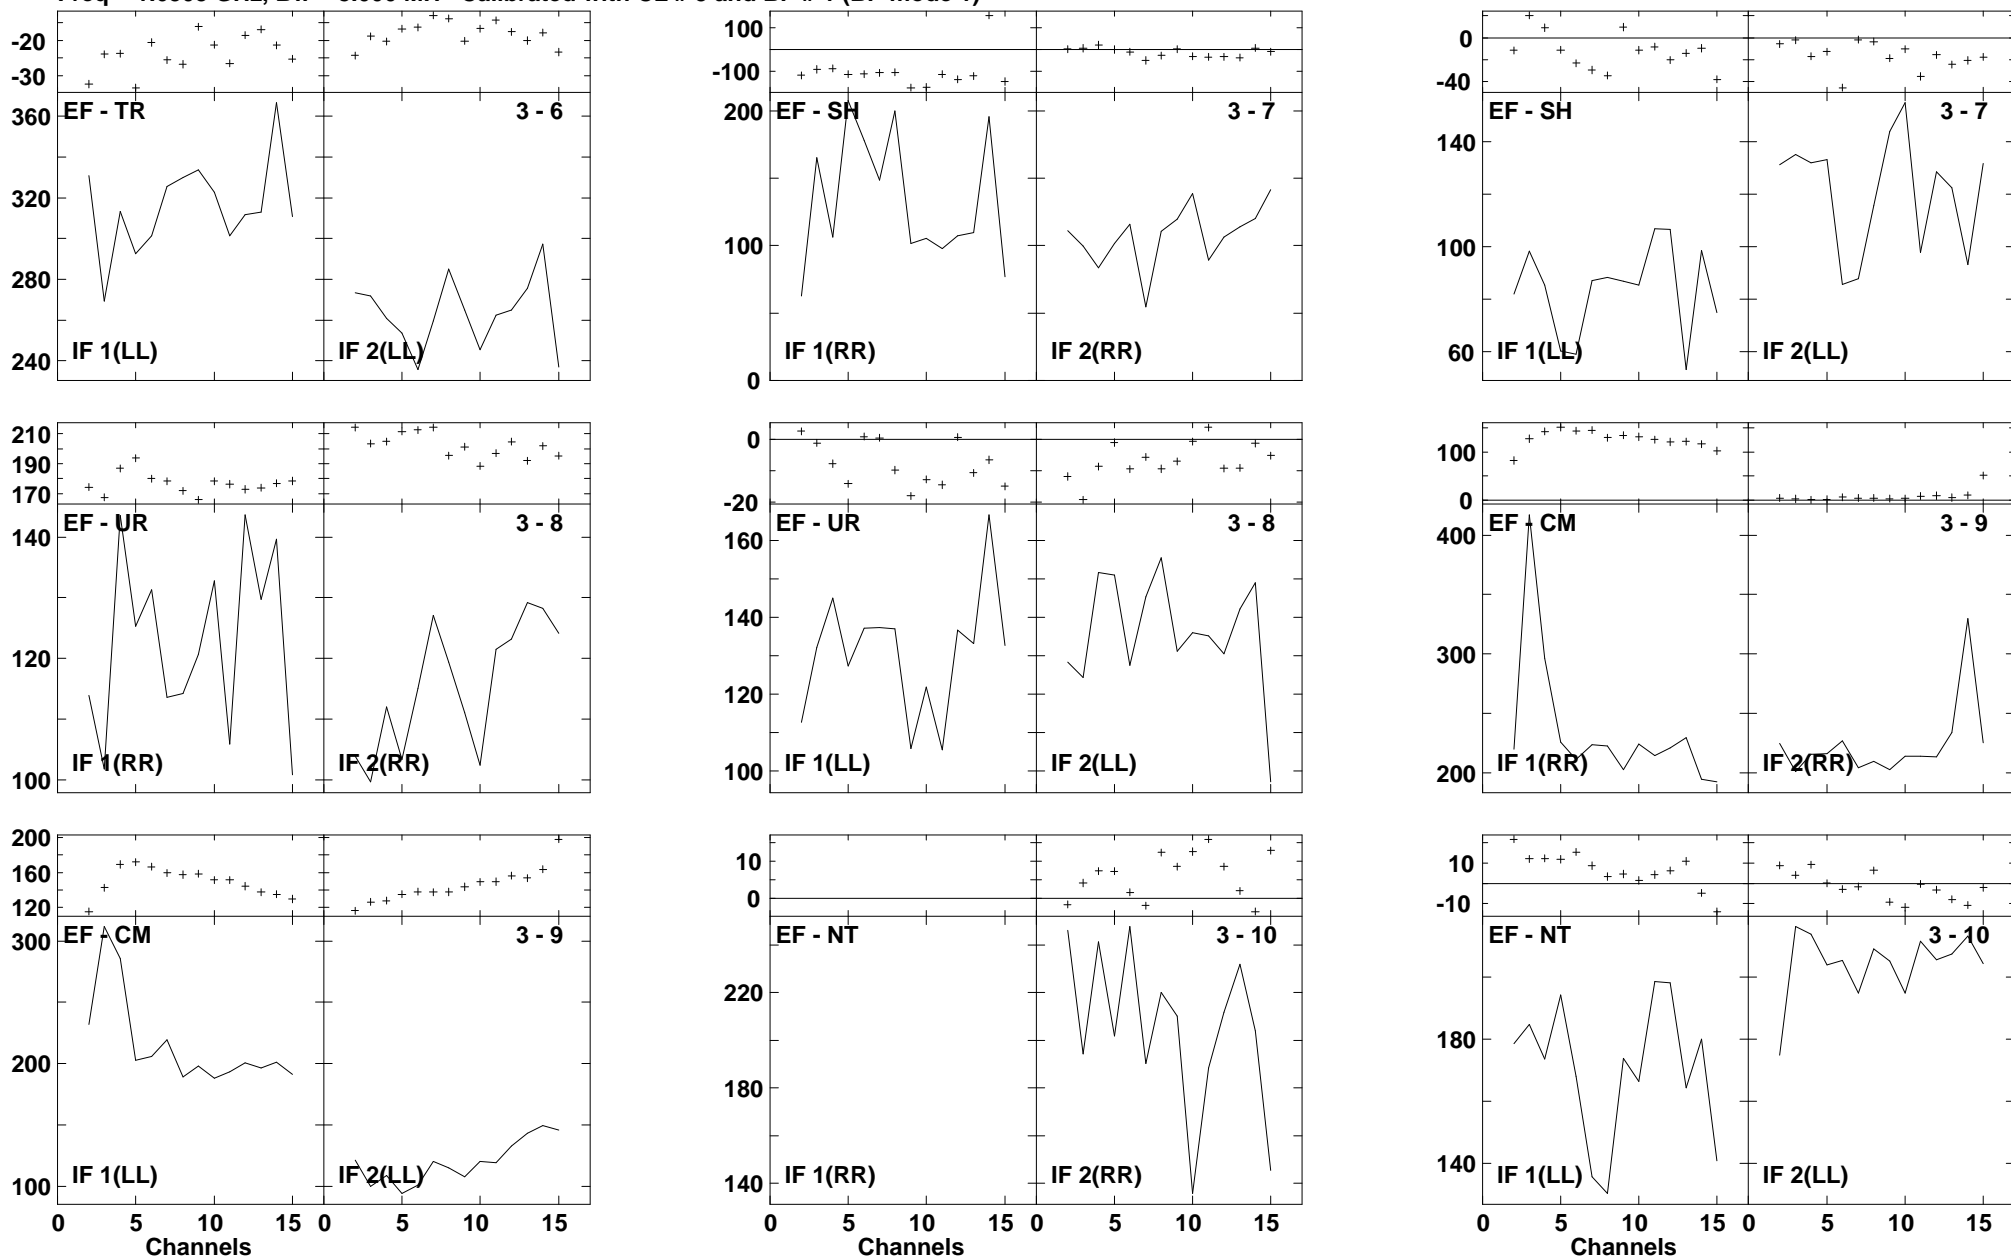 -20
-30
360
320
280
240
EF - TR
3 - 6
IF 1(LL)
IF 2(LL)
100
-100
200
100
0
EF - SH
3 - 7
IF 1(RR)
IF 2(RR)
0
-40
140
100
60
EF - SH
3 - 7
IF 1(LL)
IF 2(LL)
210
190
170
140
120
100
EF - UR
3 - 8
IF 1(RR)
IF 2(RR)
0
-20
160
140
120
100
EF - UR
3 - 8
IF 1(LL)
IF 2(LL)
100
0
400
300
200
EF - CM
3 - 9
IF 1(RR)
IF 2(RR)
200
160
120
300
200
100
EF - CM
3 - 9
IF 1(LL)
IF 2(LL)
0 5 10 15 0 5 10 15
Channels
10
0
220
180
140
EF - NT
3 - 10
IF 1(RR)
IF 2(RR)
0 5 10 15 0 5 10 15
Channels
10
-10
180
140
EF - NT
3 - 10
IF 1(LL)
IF 2(LL)
0 5 10 15 0 5 10 15
Channels